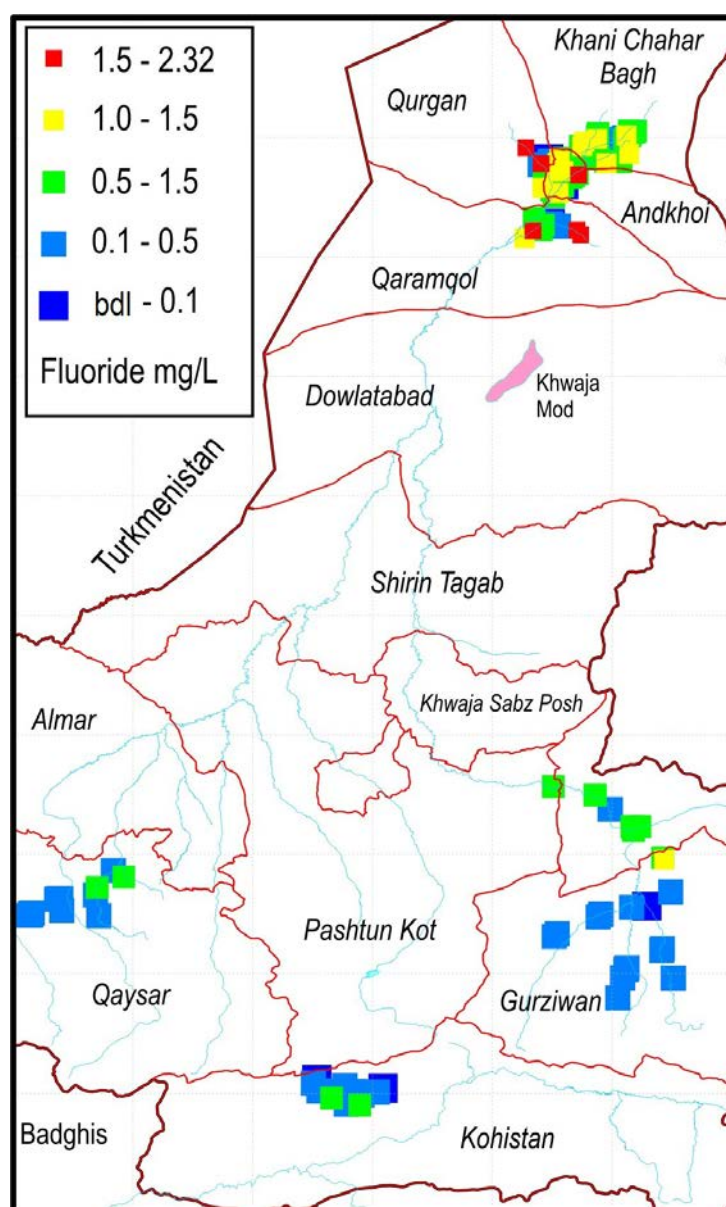 1.5 - 2.32
1.0 - 1.5
0.5 - 1.5
0.1 - 0.5
bdl - 0.1
Fluoride mg/L
Khani Chahar
Bagh
Qurgan
Andkhoi
Qaramqol
Dowlatabad
Khwaja
Mod
Turkmenistan
Shirin Tagab
Khwaja Sabz Posh
Almar
Pashtun Kot
Qaysar
Gurziwan
Badghis
Kohistan